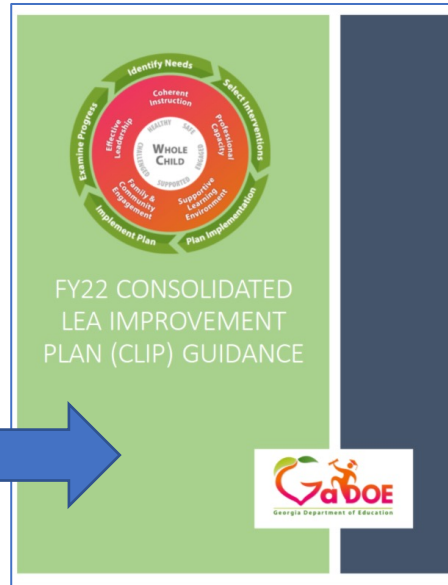 Identify Needs
Select Interventions
Plan Implementation
Implement Plan
Examine Progress
Coherent
Instruction
Professional
Capacity
Supportive
Learning
Environment
Family &
Community
Engagement
Effective
Leadership
HEALTHY
SAFE
ENGAGED
SUPPORTED
CHALLENGED
WHOLE
CHILD
FY22 CONSOLIDATED
LEA IMPROVEMENT
PLAN (CLIP) GUIDANCE
GaDOE
Georgia Department of Education